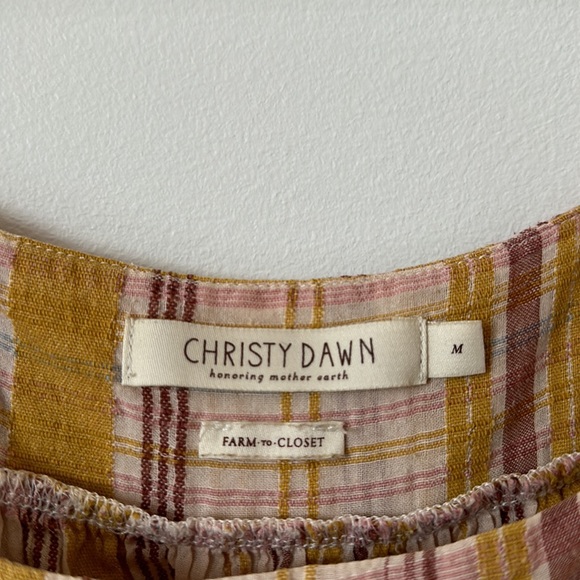 CHRISTY DAWN
honoring mother earth
M
FARM-TO-CLOSET